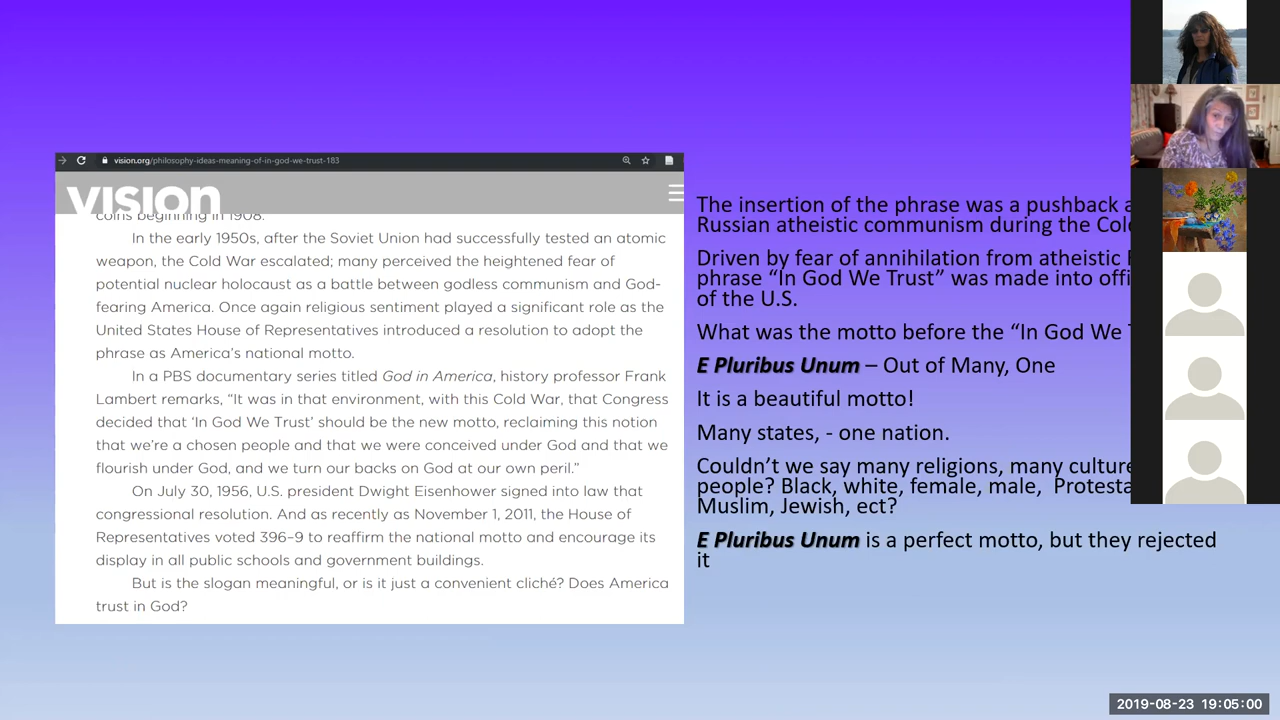 vision.org/philosophy-ideas-meaning-of-in-god-we-trust-183
vision
coins beginning in 1908.
In the early 1950s, after the Soviet Union had successfully tested an atomic
weapon, the Cold War escalated; many perceived the heightened fear of
potential nuclear holocaust as a battle between godless communism and God-
fearing America. Once again religious sentiment played a significant role as the
United States House of Representatives introduced a resolution to adopt the
phrase as America's national motto.
In a PBS documentary series titled God in America, history professor Frank
Lambert remarks, “It was in that environment, with this Cold War, that Congress
decided that ‘In God We Trust’ should be the new motto, reclaiming this notion
that we're a chosen people and that we were conceived under God and that we
flourish under God, and we turn our backs on God at our own peril.”
On July 30, 1956, U.S. president Dwight Eisenhower signed into law that
congressional resolution. And as recently as November 1, 2011, the House of
Representatives voted 396–9 to reaffirm the national motto and encourage its
display in all public schools and government buildings.
But is the slogan meaningful, or is it just a convenient cliché? Does America
trust in God?
The insertion of the phrase was a pushback
Russian atheistic communism during the
Driven by fear of annihilation from atheistic
phrase “In God We Trust” was made into
of the U.S.
What was the motto before the “In God We
E Pluribus Unum – Out of Many, One
It is a beautiful motto!
Many states, - one nation.
Couldn't we say many religions, many
people? Black, white, female, male,
Muslim, Jewish, ect?
E Pluribus Unum is a perfect motto, but they rejected
it
2019-08-23 19:05:00